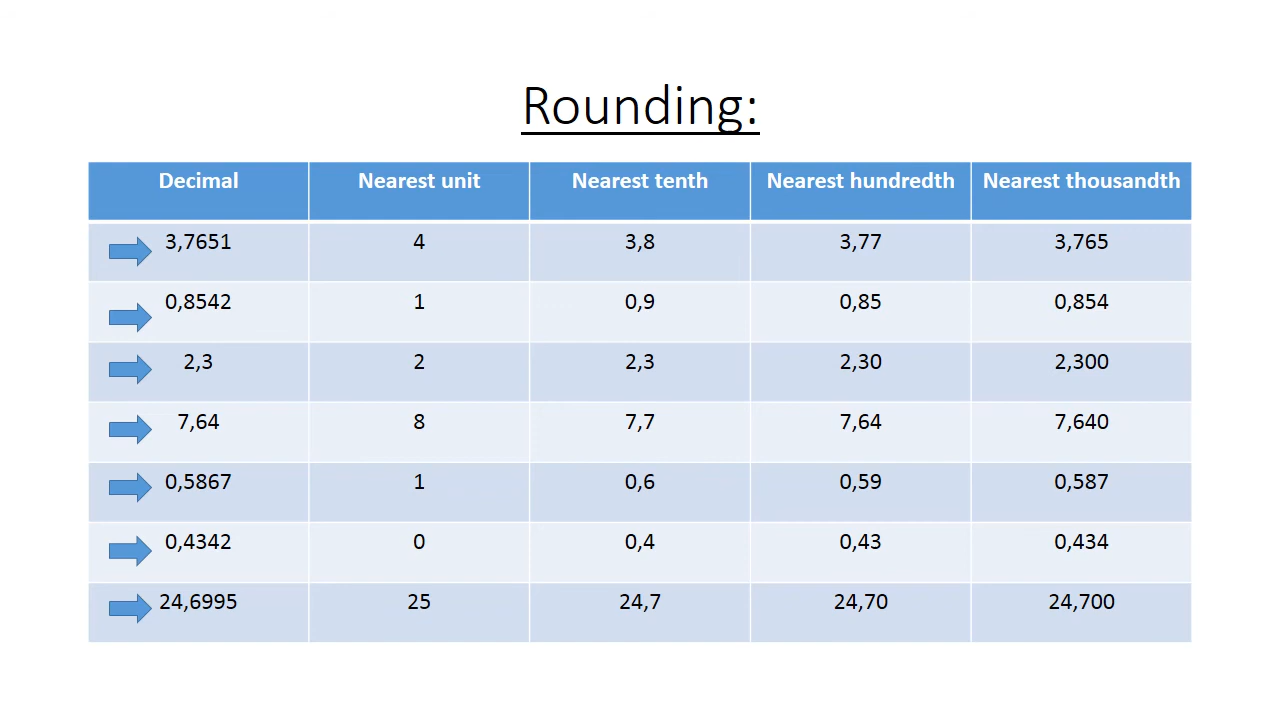 Rounding:
Decimal Nearest unit Nearest tenth Nearest hundredth Nearest thousandth
3,7651 4 3,8 3,77 3,765
0,8542 1 0,9 0,85 0,854
2,3 2 2,3 2,30 2,300
7,64 8 7,7 7,64 7,640
0,5867 1 0,6 0,59 0,587
0,4342 0 0,4 0,43 0,434
24,6995 25 24,7 24,70 24,700